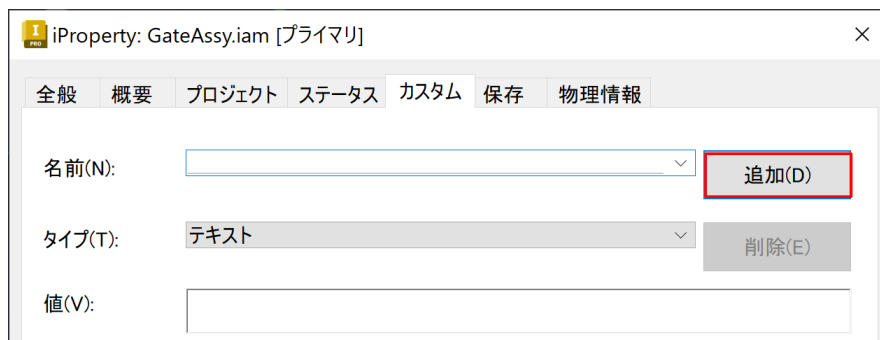 I PRO iProperty: GateAssy.iam [プライマリ]
全般 概要 プロジェクト ステータス カスタム 保存 物理情報
名前(N): 追加(D)
タイプ(T): テキスト 削除(E)
値(V):